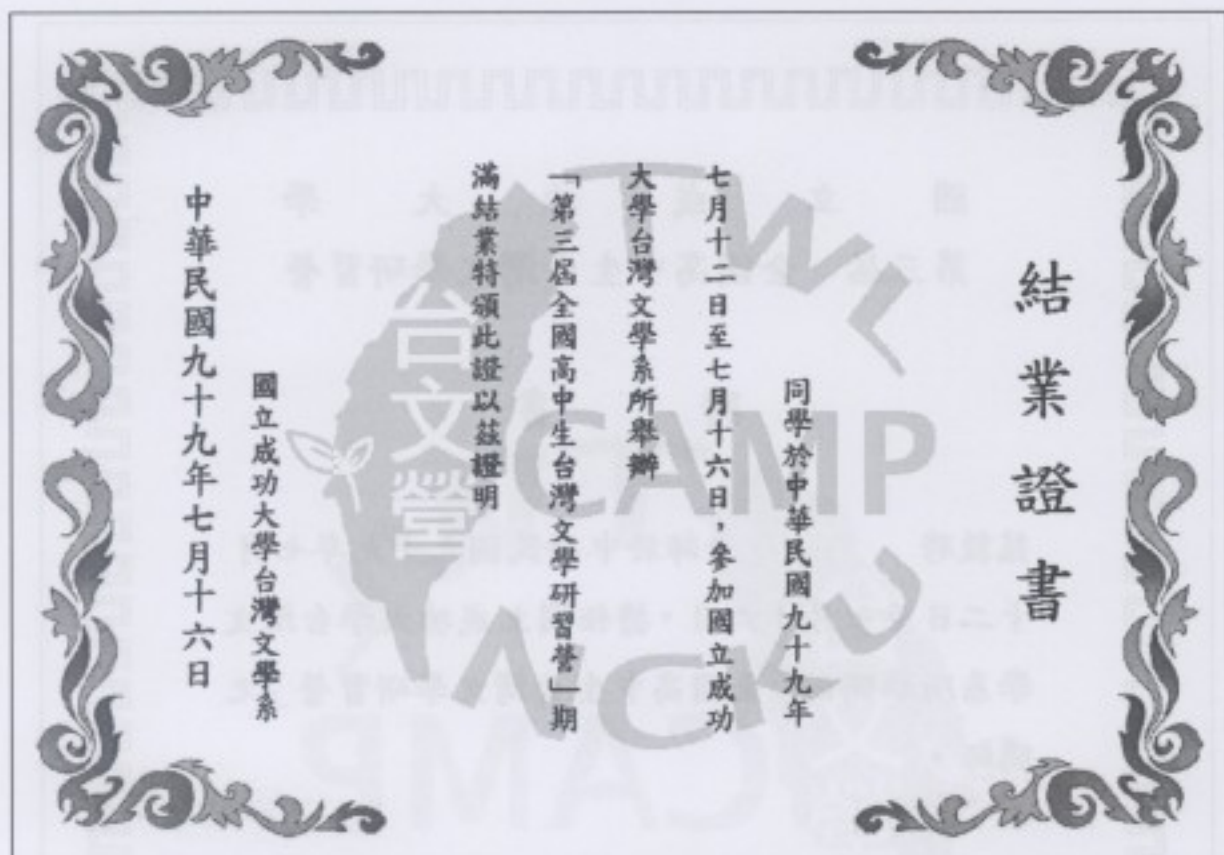 結業證書
同學於中華民國九十九年
七月十二日至七月十六日，參加國立成功
大學台灣文學系所舉辦
「第三屆全國高中生台灣文學研習營」期
滿結業特頒此證以茲證明
國立成功大學台灣文學系
中華民國九十九年七月十六日
TWL
CAMP
NCKU
台文營